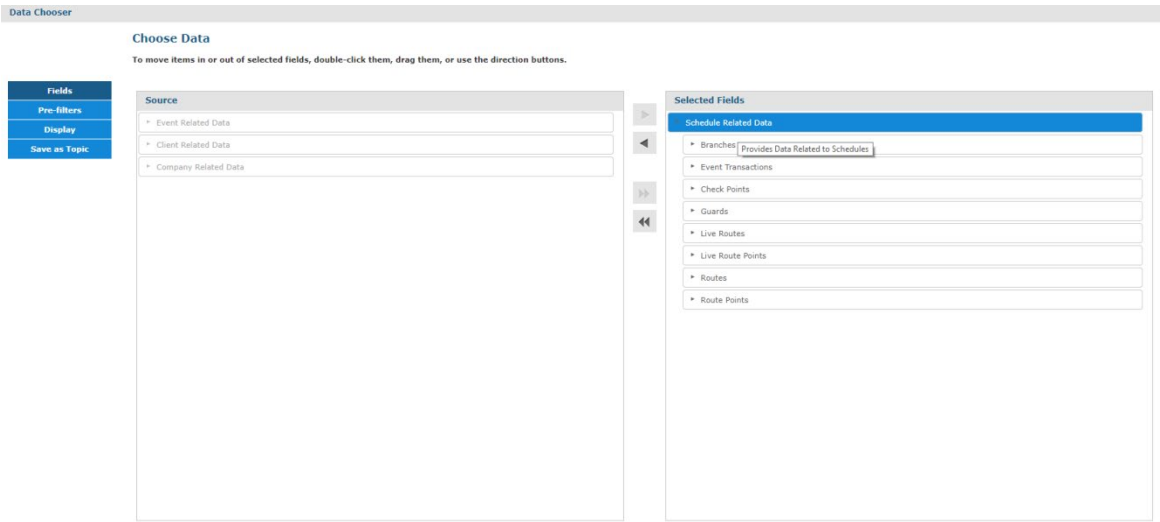 Data Chooser
Choose Data
To move items in or out of selected fields, double-click them, drag them, or use the direction buttons.
Fields
Pre-filters
Display
Save as Topic
Source
Event Related Data
Client Related Data
Company Related Data
Selected Fields
Schedule Related Data
Branches
Provides Data Related to Schedules
Event Transactions
Check Points
Guards
Live Routes
Live Route Points
Routes
Route Points